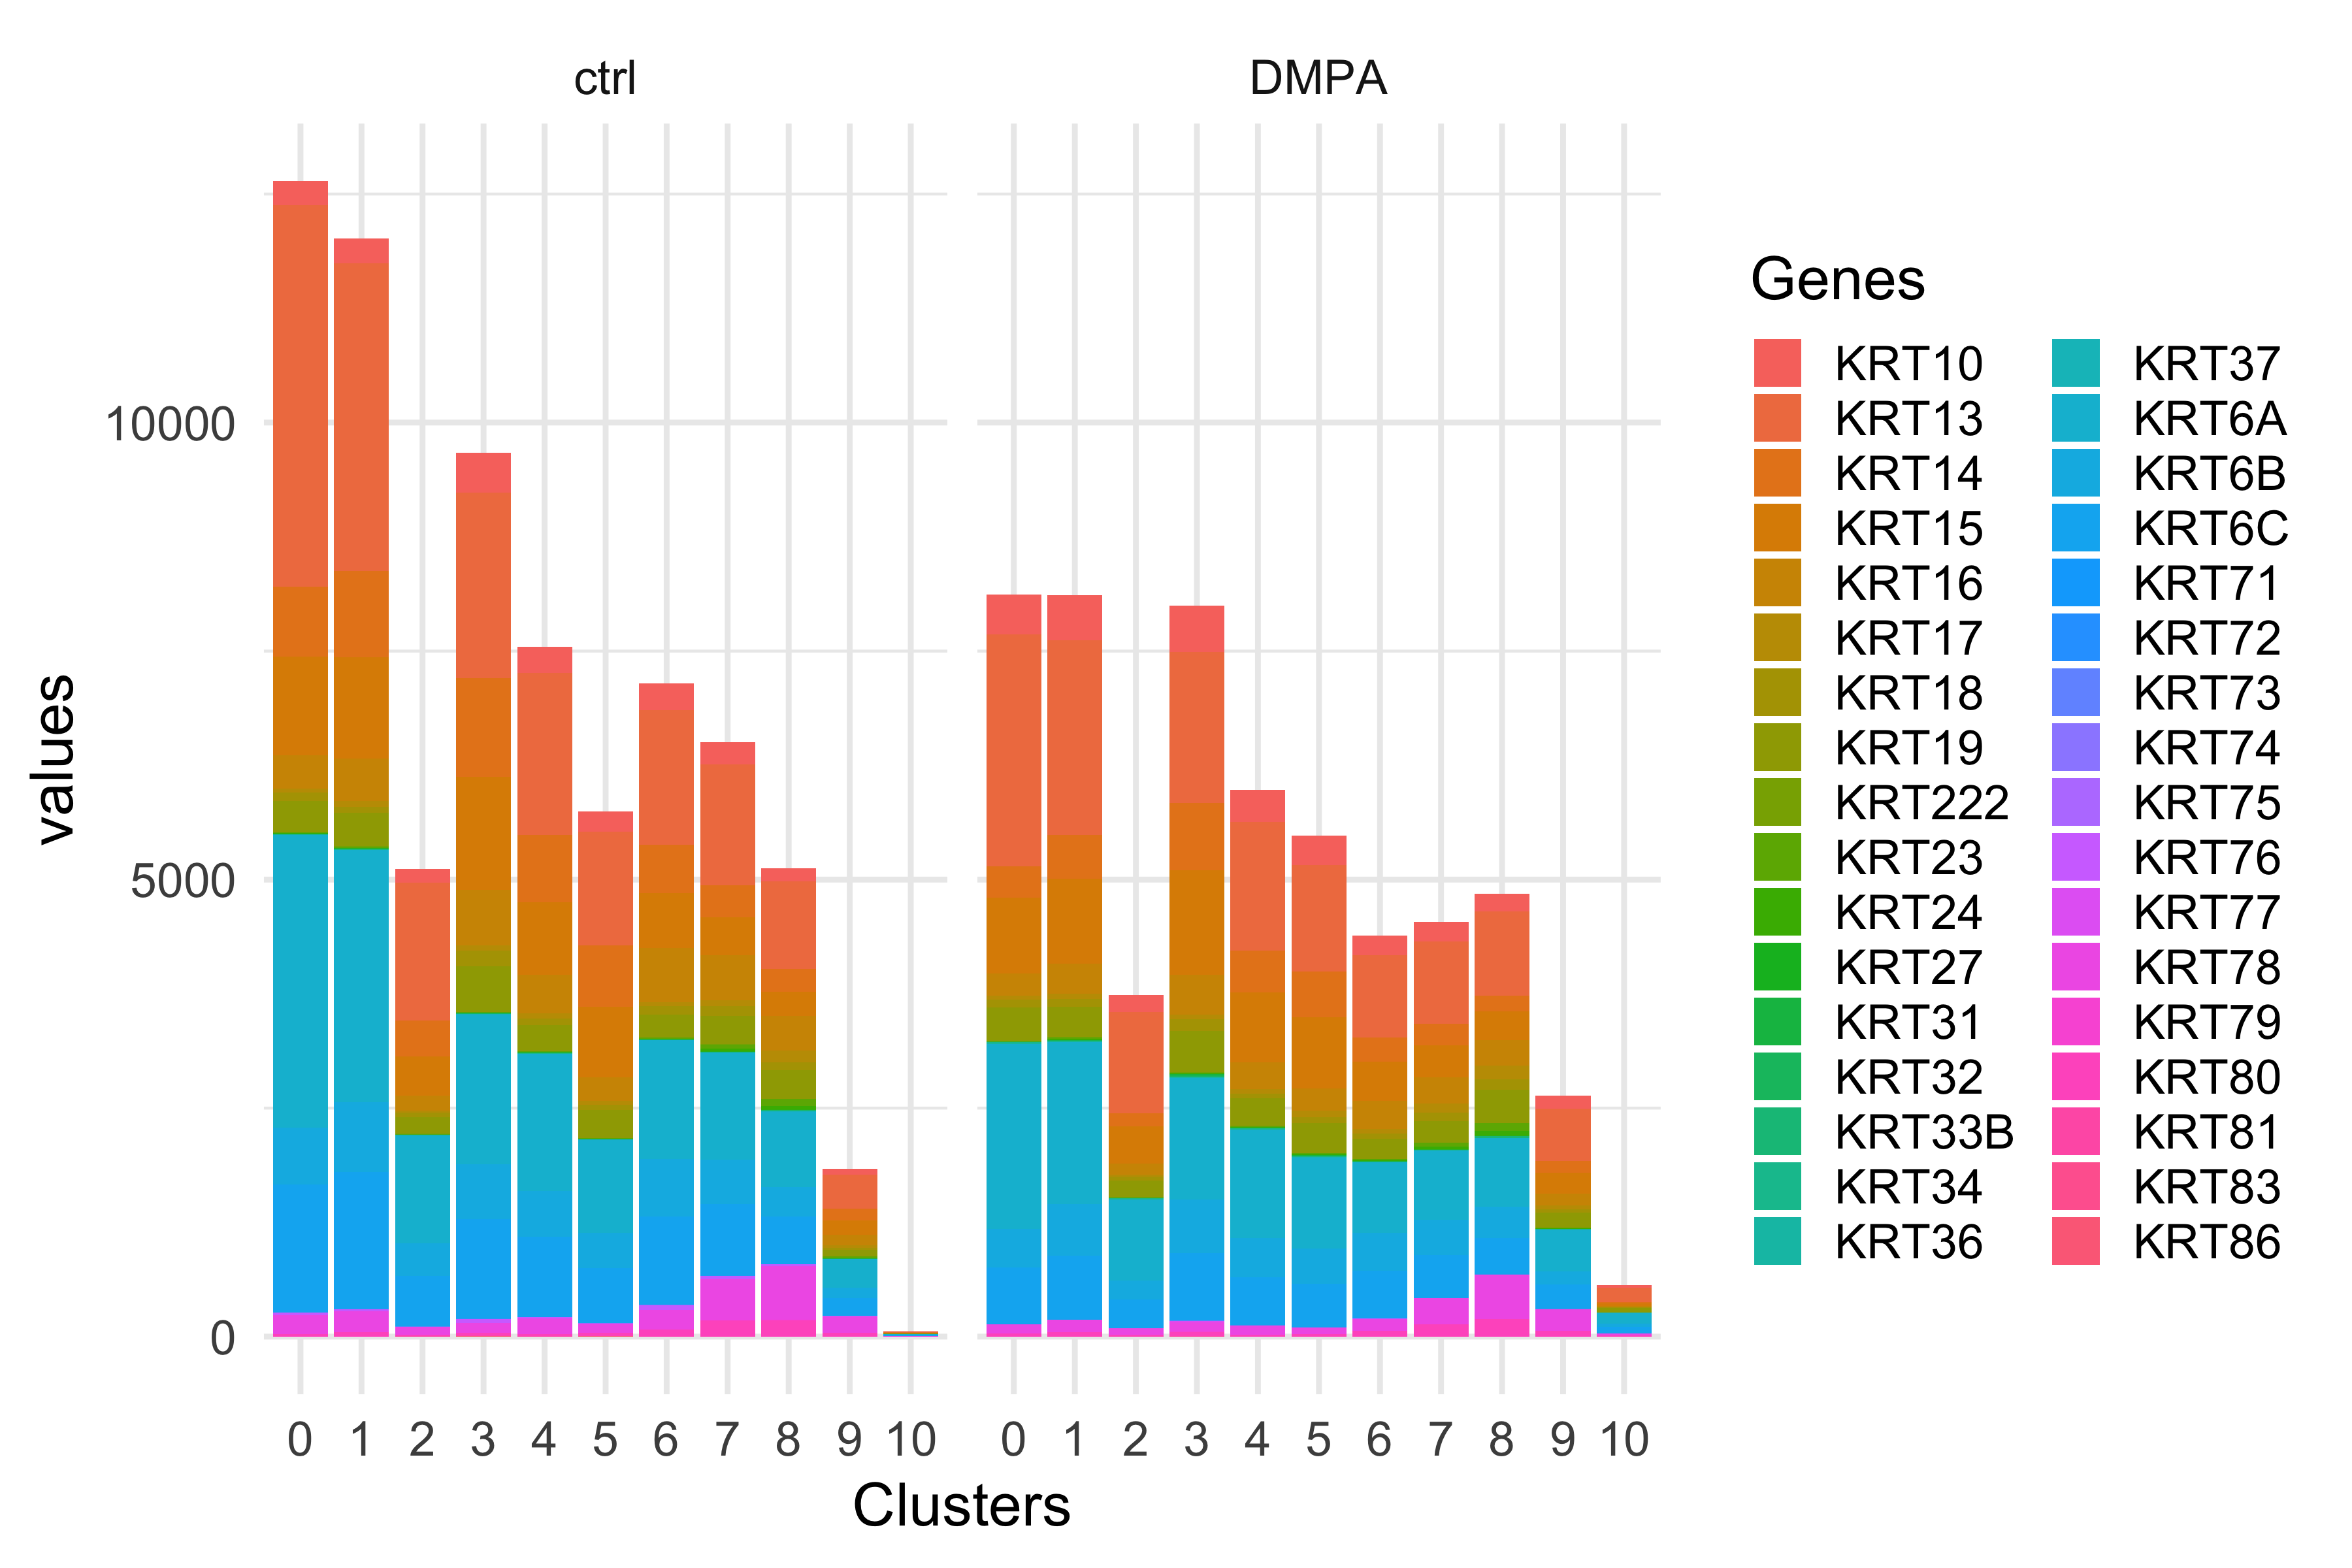 ctrl
DMPA
values
10000
5000
0
0 1 2 3 4 5 6 7 8 9 10
0 1 2 3 4 5 6 7 8 9 10
Clusters
Genes
KRT10
KRT13
KRT14
KRT15
KRT16
KRT17
KRT18
KRT19
KRT222
KRT23
KRT24
KRT27
KRT31
KRT32
KRT33B
KRT34
KRT36
KRT37
KRT6A
KRT6B
KRT6C
KRT71
KRT72
KRT73
KRT74
KRT75
KRT76
KRT77
KRT78
KRT79
KRT80
KRT81
KRT83
KRT86